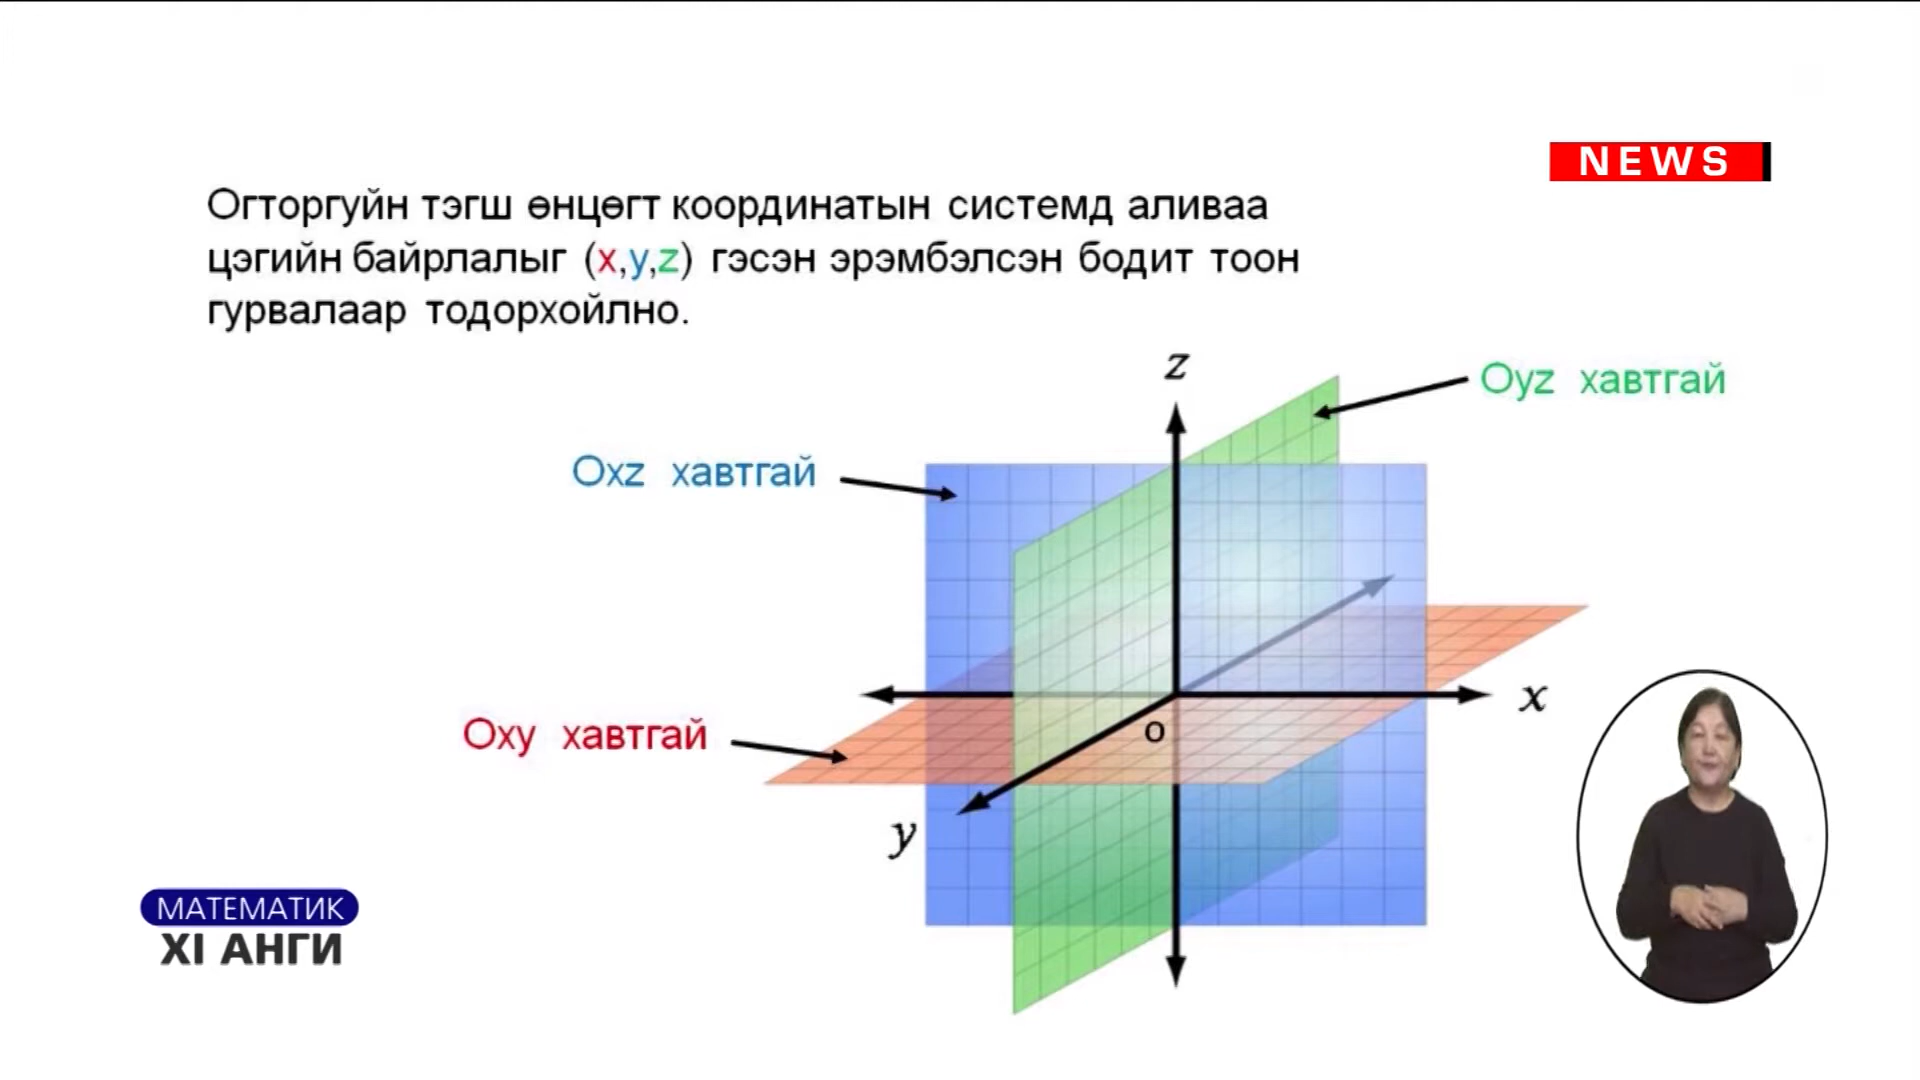 NEWS
Огторгуйн тэгш өнцөгт координатын системд аливаа
цэгийн байрлалыг (x,y,z) гэсэн эрэмбэлсэн бодит тоон
гурвалаар тодорхойлно.
z
Oyz хавтгай
Oxz хавтгай
x
Oxy хавтгай
o
y
МАТЕМАТИК
XI АНГИ